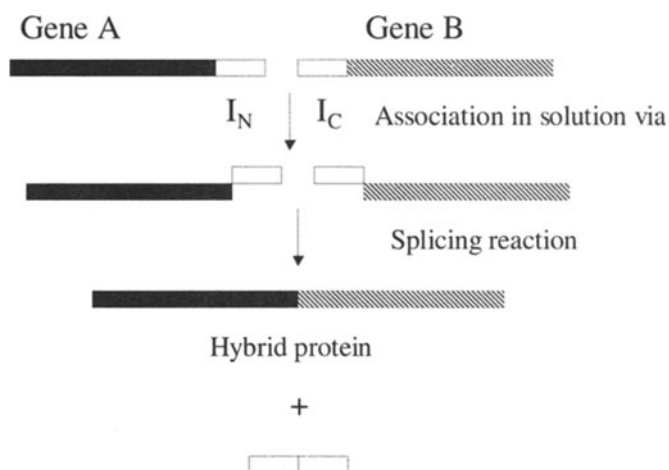 Gene A Gene B
I_N I_C Association in solution via
Splicing reaction
Hybrid protein
+